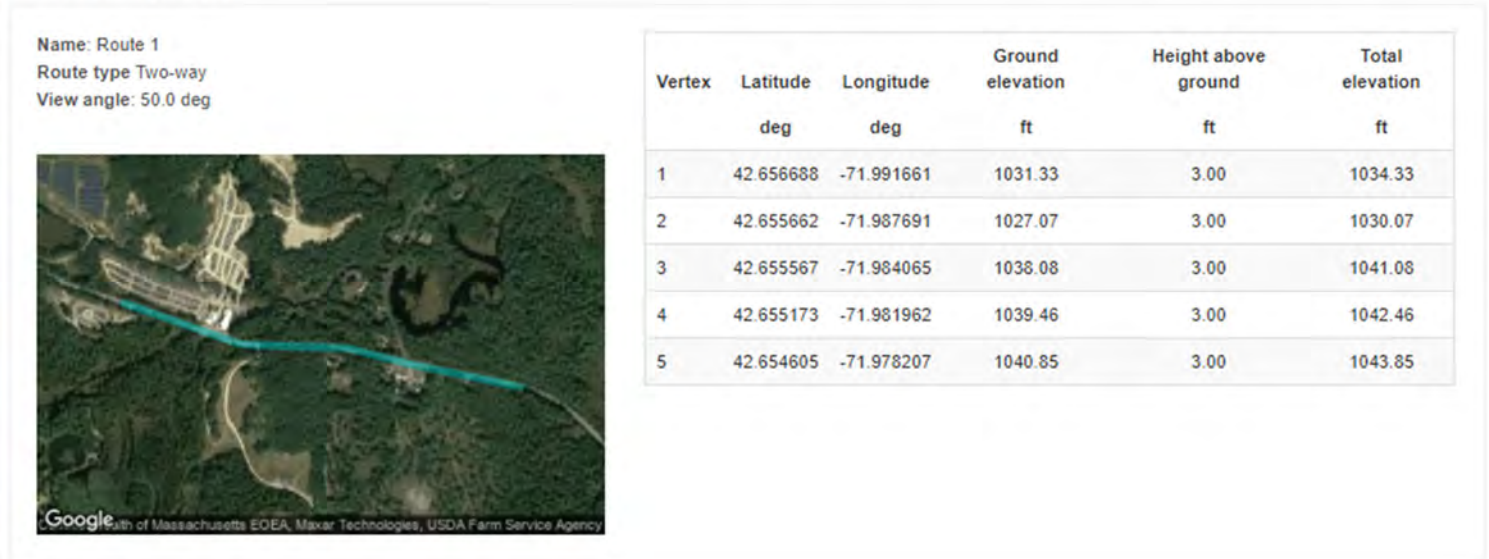 Name: Route 1
Route type Two-way
View angle: 50.0 deg
Vertex Latitude Longitude Ground elevation Height above ground Total elevation
deg deg ft ft ft
1 42.656688 -71.991661 1031.33 3.00 1034.33
2 42.655662 -71.987691 1027.07 3.00 1030.07
3 42.655567 -71.984065 1038.08 3.00 1041.08
4 42.655173 -71.981962 1039.46 3.00 1042.46
5 42.654605 -71.978207 1040.85 3.00 1043.85
Google
of Massachusetts EOEA, Maxar Technologies, USDA Farm Service Agency